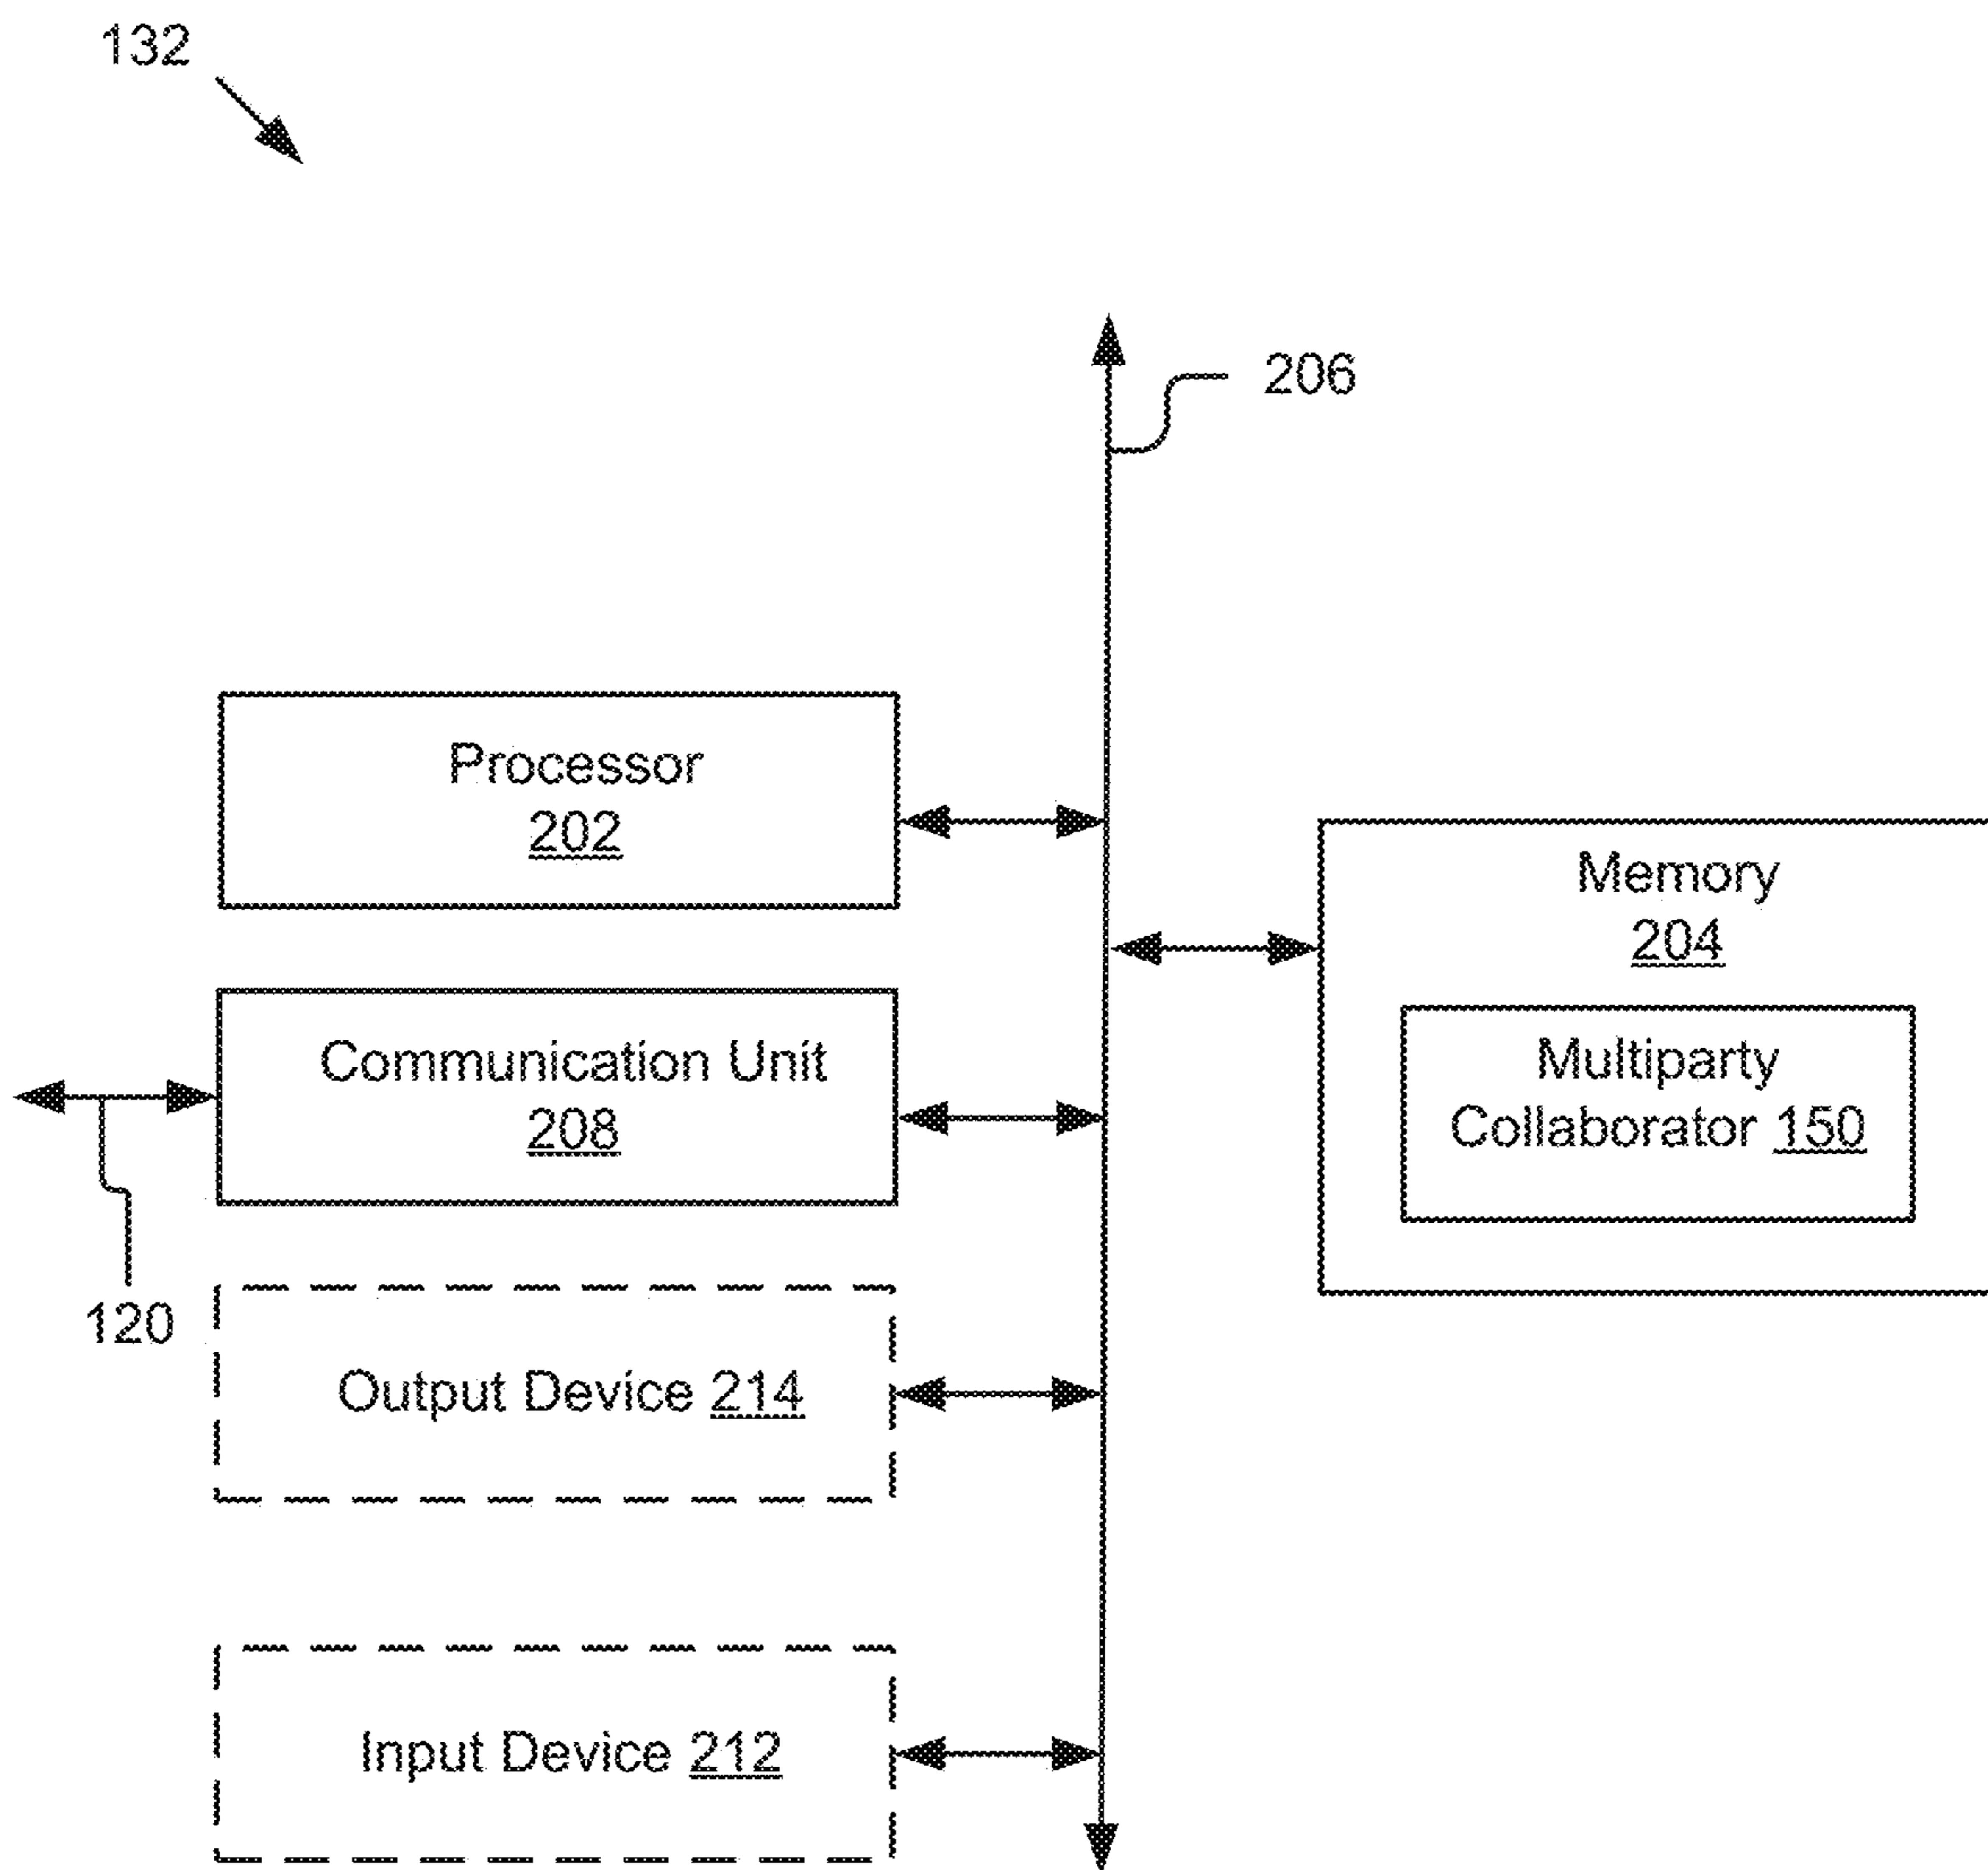 132
206
Processor
202
Memory
204
Multiparty
Collaborator 150
Communication Unit
208
120
Output Device 214
Input Device 212